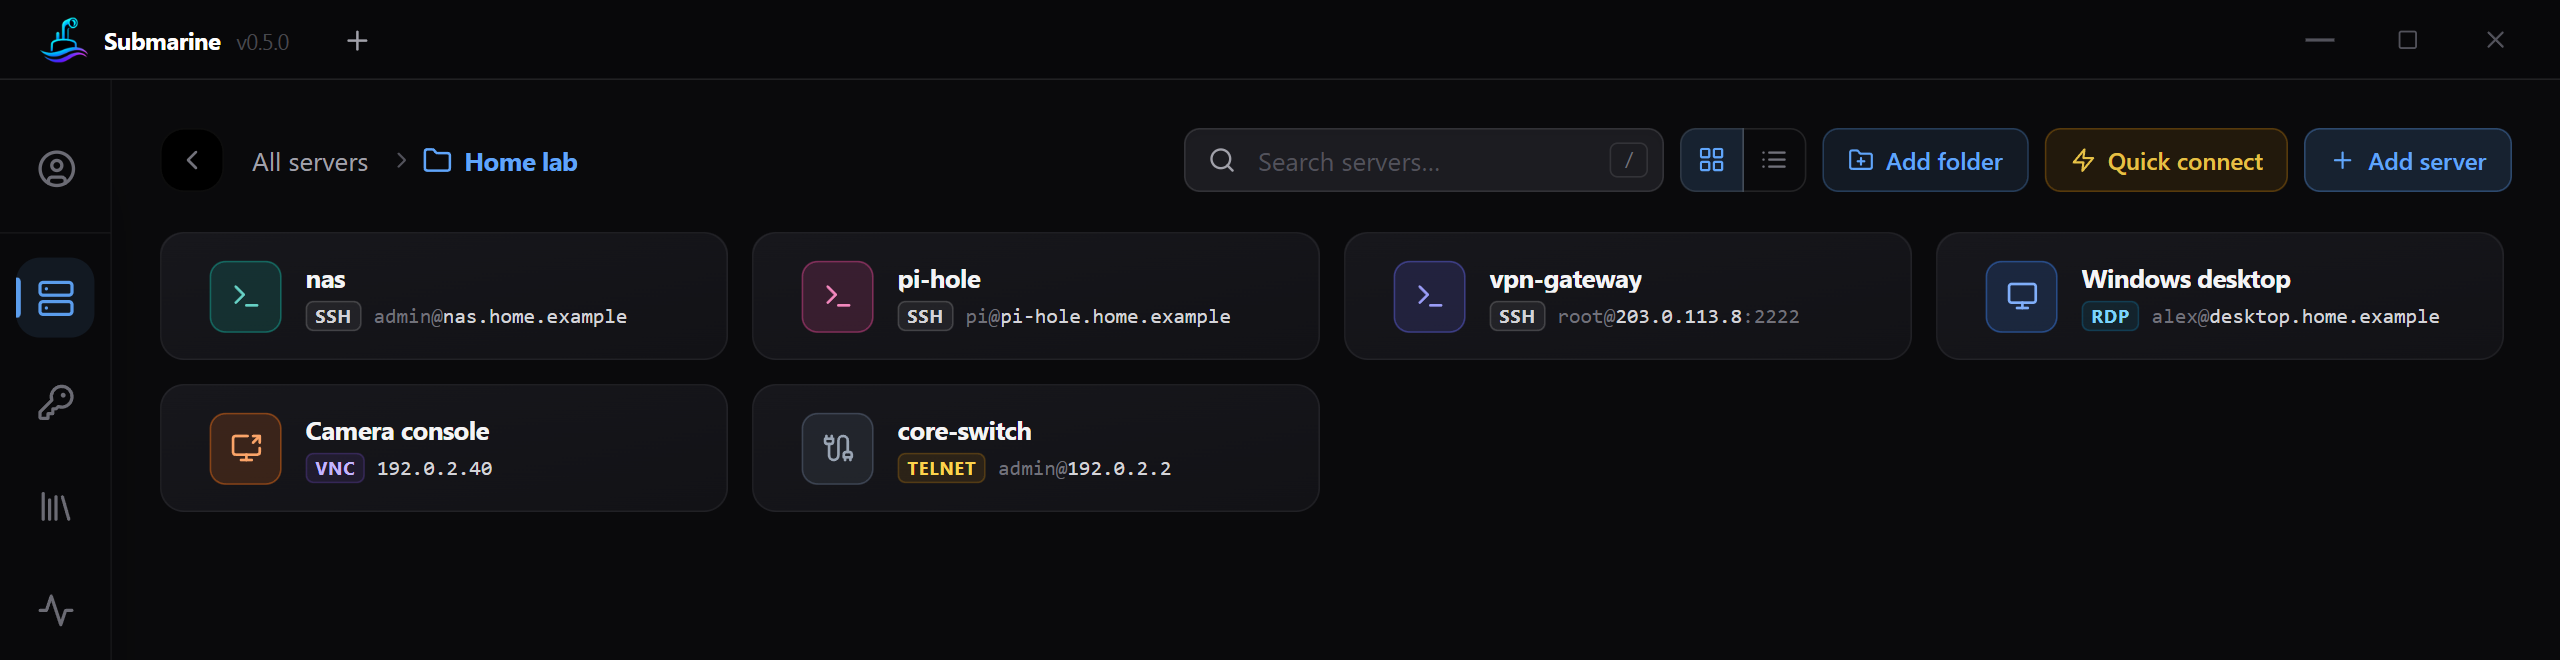 Submarine v0.5.0
All servers > Home lab
Search servers... /
Add folder
Quick connect
Add server
nas
SSH admin@nas.home.example
pi-hole
SSH pi@pi-hole.home.example
vpn-gateway
SSH root@203.0.113.8:2222
Windows desktop
RDP alex@desktop.home.example
Camera console
VNC 192.0.2.40
core-switch
TELNET admin@192.0.2.2